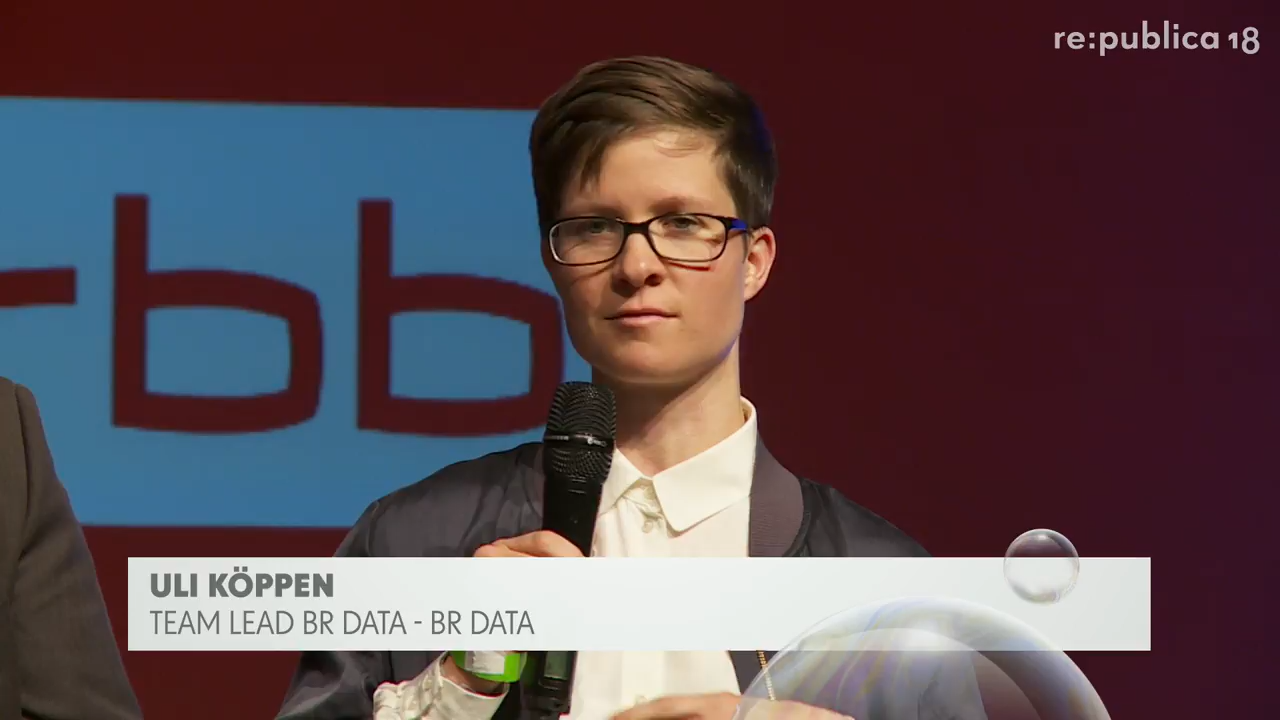 re:publica 18
rbb
ULI KÖPPEN
TEAM LEAD BR DATA - BR DATA